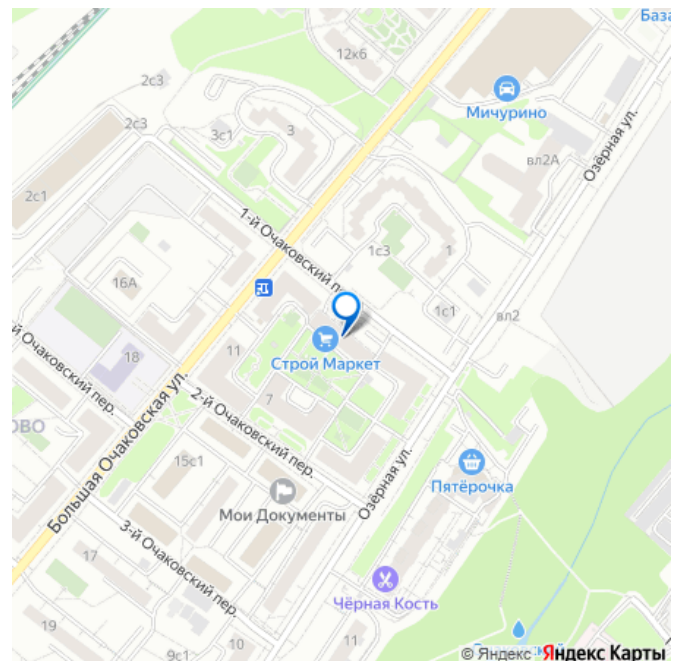 База
12к6
2с3
Мичурино
Озёрная ул.
2с3
3с1
3
вл2А
2с1
1-й Очаковский пер.
1с3
1
16А
1с1
вл2
11
Строй Маркет
18
й Очаковский пер.
7
2-й Очаковский пер.
ОВО
Большая Очаковская ул.
15с1
Озёрная ул.
Пятёрочка
Мои Документы
3-й Очаковский пер.
17
Чёрная Кость
19
9с1
10
11
© Яндекс Яндекс Карты